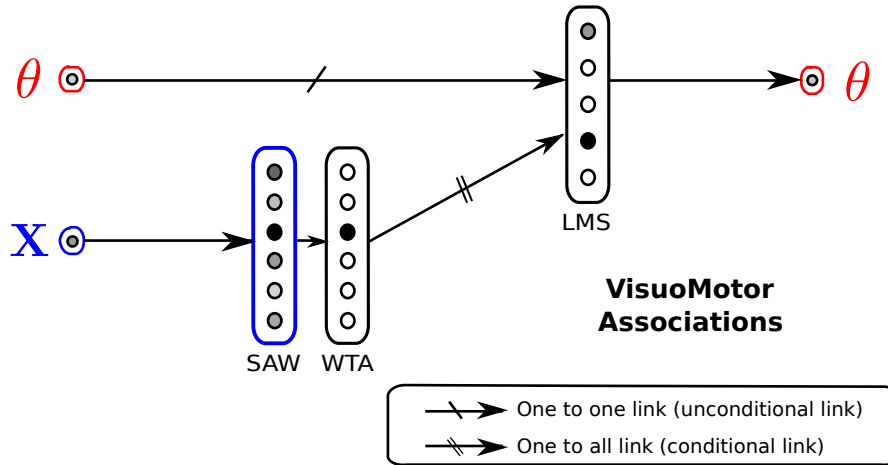 θ
θ
X
SAW
WTA
LMS
VisuoMotor
Associations
One to one link (unconditional link)
One to all link (conditional link)